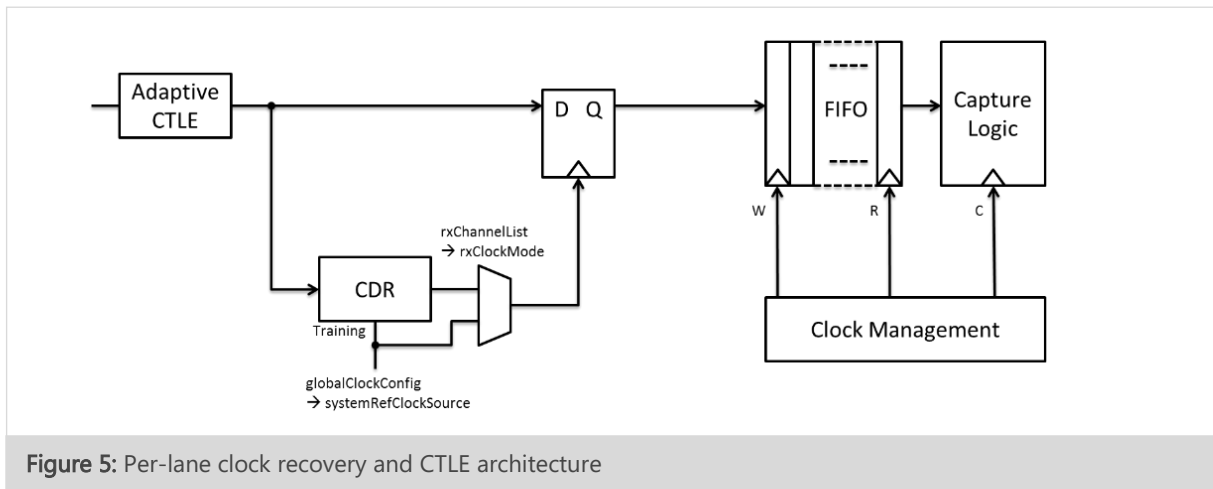 Adaptive
CTLE
D Q
FIFO
Capture
Logic
W
R
C
rxChannelList
→ rxClockMode
CDR
Training
Clock Management
globalClockConfig
→ systemRefClockSource
Figure 5: Per-lane clock recovery and CTLE architecture